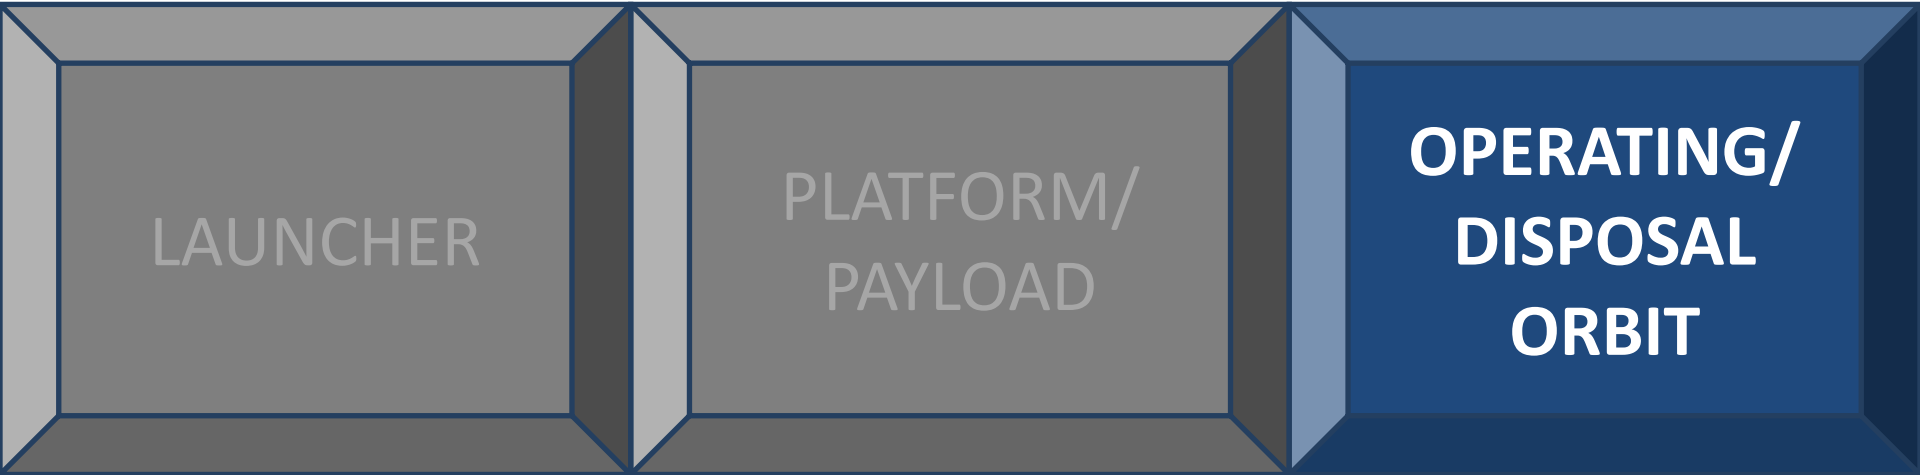 LAUNCHER
PLATFORM/
PAYLOAD
OPERATING/
DISPOSAL
ORBIT